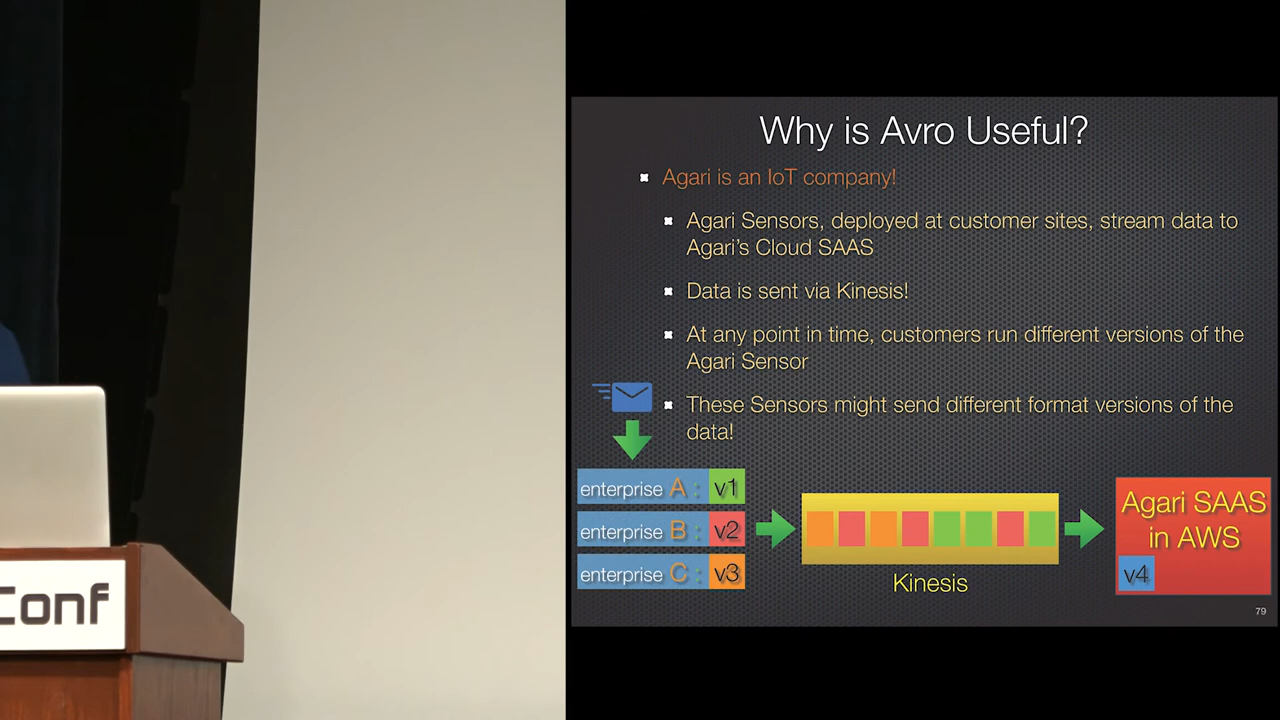 Why is Avro Useful?
Agari is an IoT company!
Agari Sensors, deployed at customer sites, stream data to
Agari's Cloud SAAS
Data is sent via Kinesis!
At any point in time, customers run different versions of the
Agari Sensor
These Sensors might send different format versions of the
data!
enterprise A : v1
enterprise B : v2
enterprise C : v3
Kinesis
Agari SAAS
in AWS
v4
79
Conf